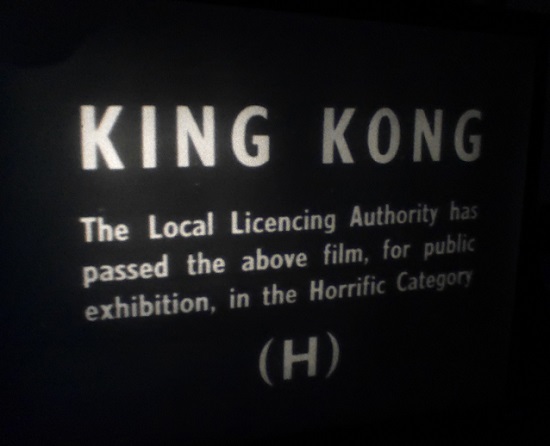 KING KONG
The Local Licencing Authority has
passed the above film, for public
exhibition, in the Horrific Category
(H)